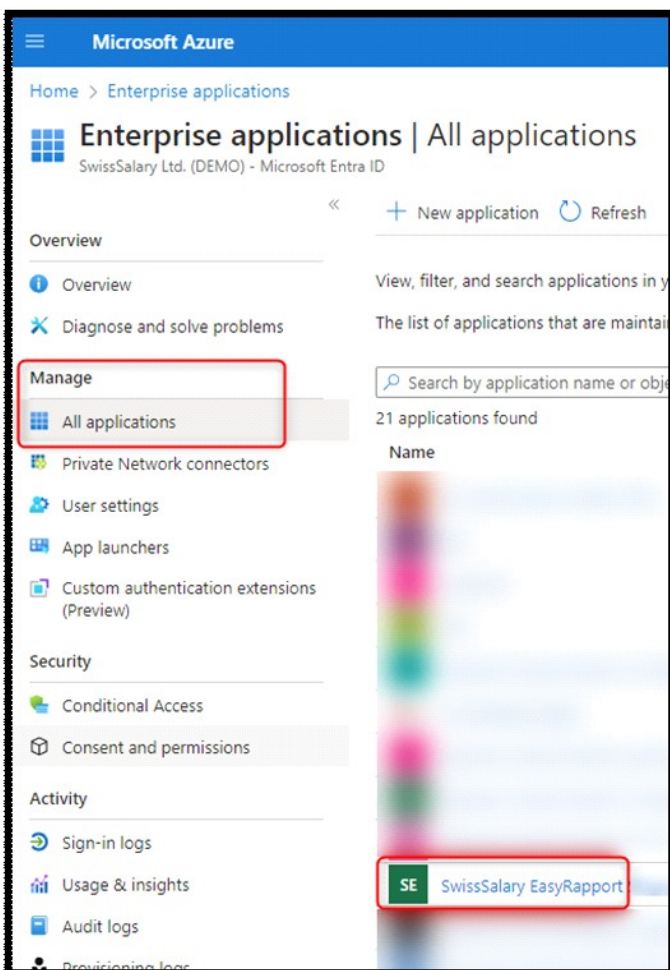 Microsoft Azure
Home > Enterprise applications
Enterprise applications | All applications
SwissSalary Ltd. (DEMO) - Microsoft Entra ID
«
+ New application
Refresh
Overview
Overview
Diagnose and solve problems
Manage
All applications
Private Network connectors
User settings
App launchers
Custom authentication extensions
(Preview)
Security
Conditional Access
Consent and permissions
Activity
Sign-in logs
Usage & insights
Audit logs
Provisioning logs
View, filter, and search applications in y
The list of applications that are maintai
Search by application name or obje
21 applications found
Name
SE SwissSalary EasyRapport